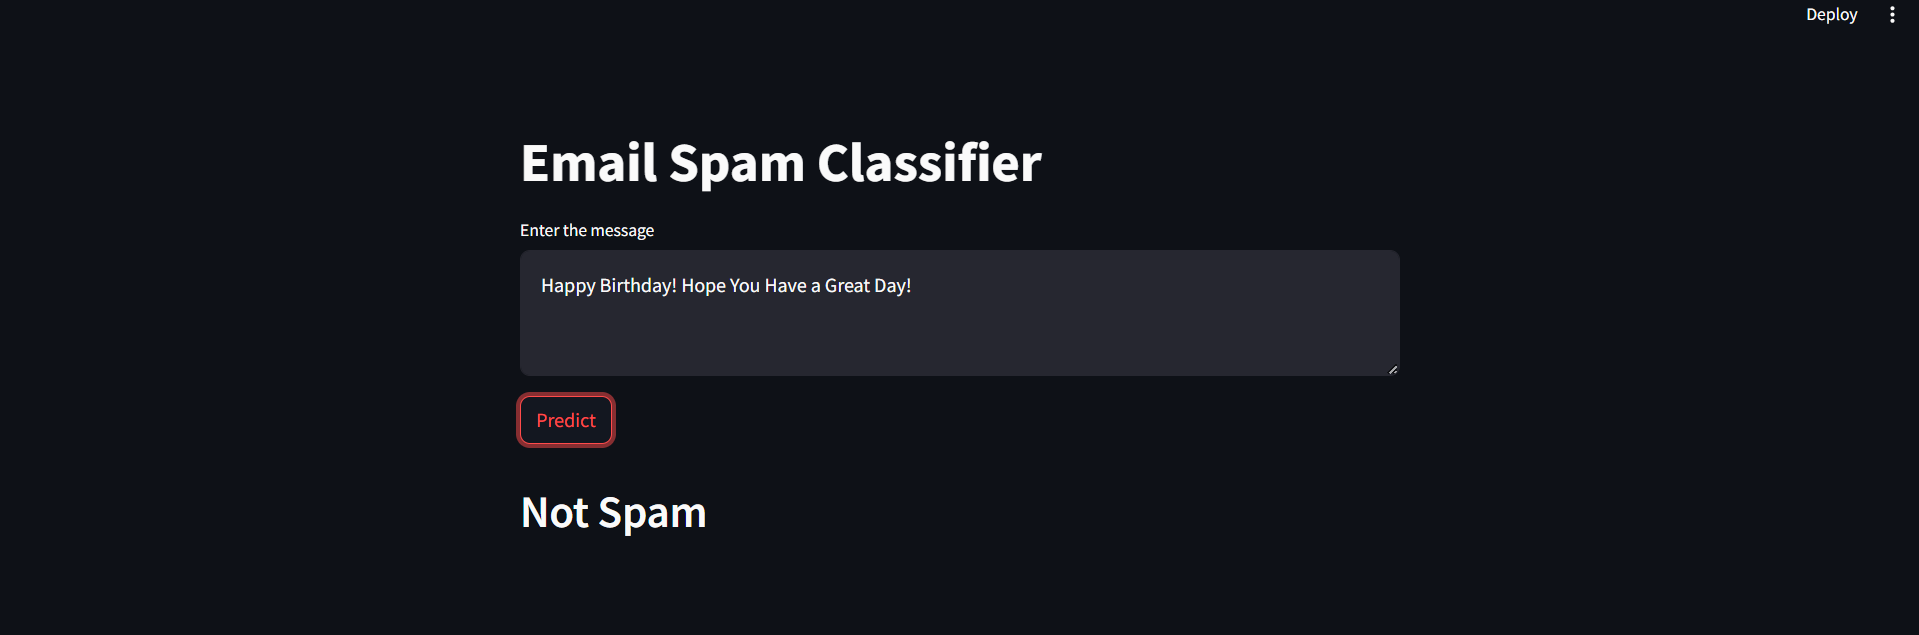 Deploy
Email Spam Classifier
Enter the message
Happy Birthday! Hope You Have a Great Day!
Predict
Not Spam